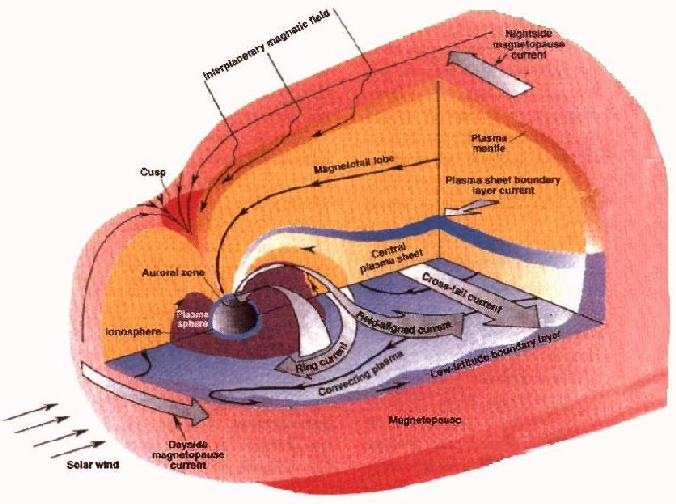 Interplanetary magnetic field
Nightside
magnetopause
current
Cusp
Magnetotail lobe
Plasma
mantle
Plasma sheet boundary
layer current
Auroral zone
Central
plasma sheet
Plasma
sphere
Cross-tail current
Ionosphere
Field-aligned current
Ring current
Convecting plasma
Low-latitude boundary layer
Magnetopause
Dayside
magnetopause
current
Solar wind